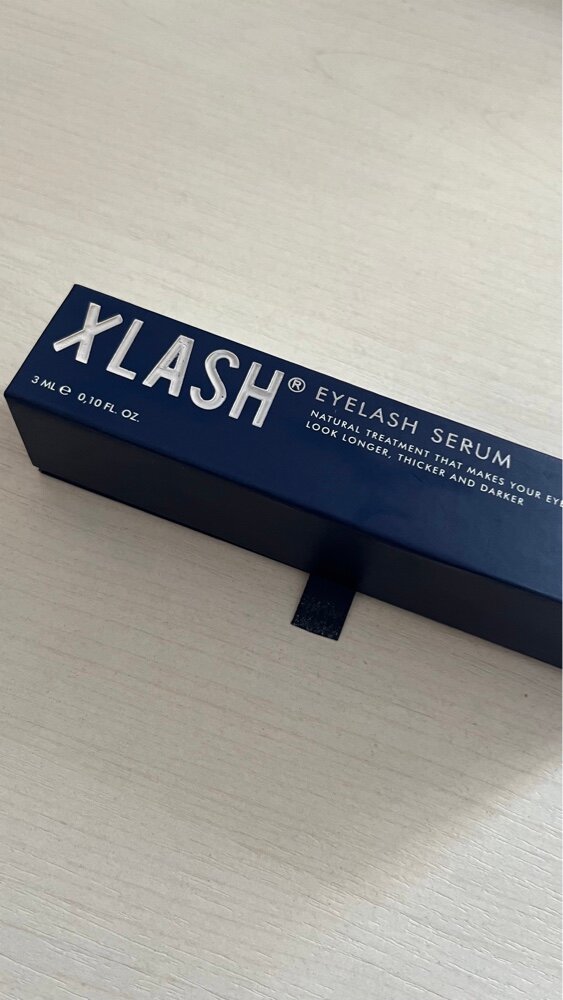 XLASH® EYELASH SERUM
3 ML e 0,10 FL. OZ.
NATURAL TREATMENT THAT MAKES YOUR EYE
LOOK LONGER, THICKER AND DARKER